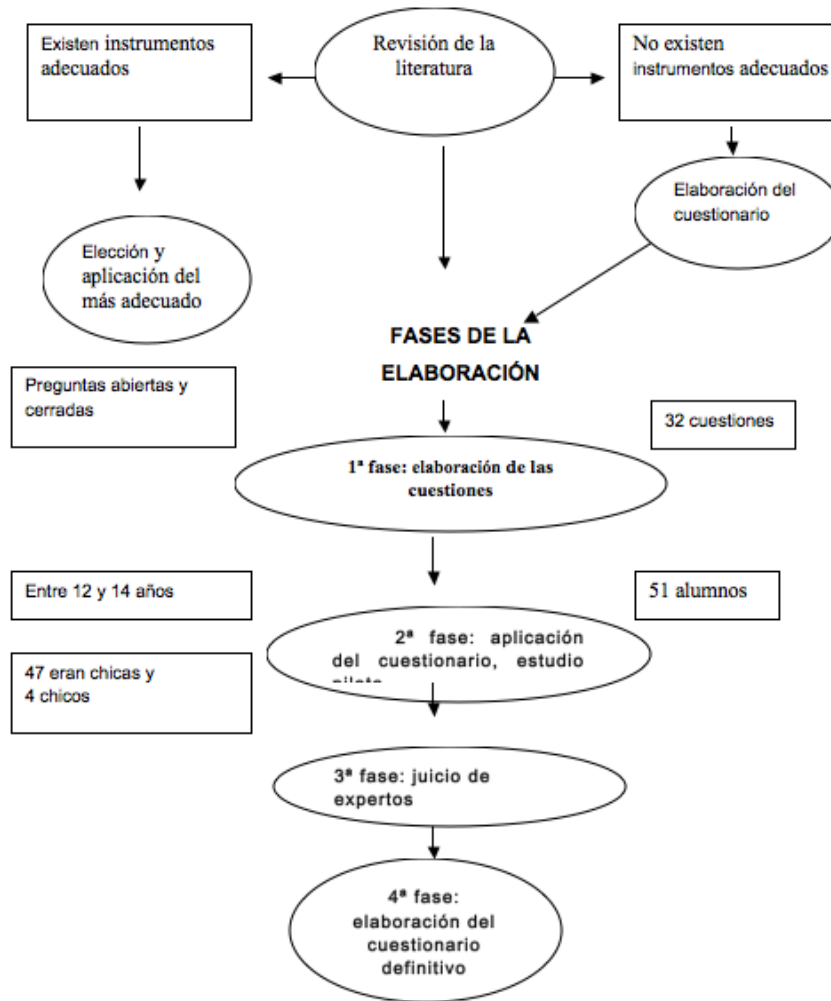 Existen instrumentos
adecuados
Revisión de la
literatura
No existen
instrumentos adecuados
Elaboración del
cuestionario
Elección y
aplicación del
más adecuado
FASES DE LA
ELABORACIÓN
Preguntas abiertas y
cerradas
32 cuestiones
1ª fase: elaboración de las
cuestiones
Entre 12 y 14 años
51 alumnos
2ª fase: aplicación
del cuestionario, estudio
47 eran chicas y
4 chicos
3ª fase: juicio de
expertos
4ª fase:
elaboración del
cuestionario
definitivo